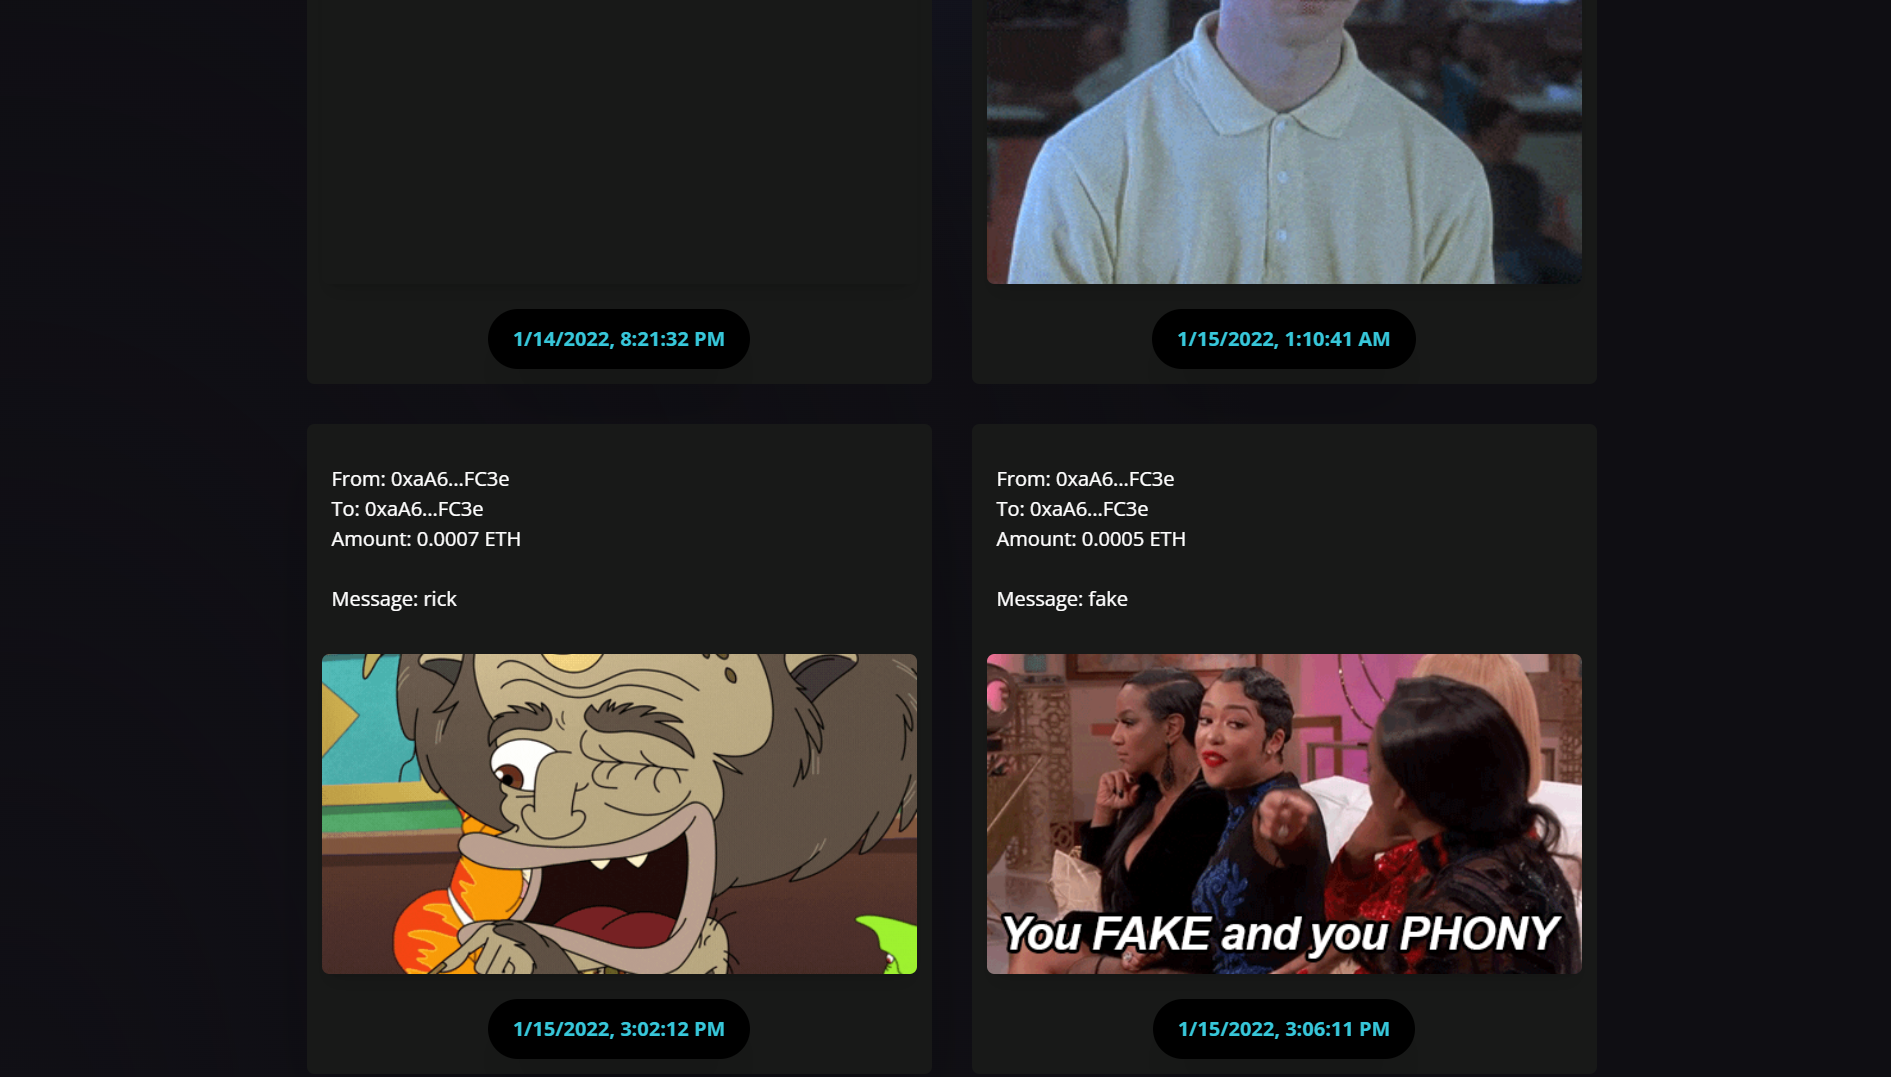 1/14/2022, 8:21:32 PM
1/15/2022, 1:10:41 AM
From: 0xaA6...FC3e
To: 0xaA6...FC3e
Amount: 0.0007 ETH
Message: rick
1/15/2022, 3:02:12 PM
From: 0xaA6...FC3e
To: 0xaA6...FC3e
Amount: 0.0005 ETH
Message: fake
You FAKE and you PHONY
1/15/2022, 3:06:11 PM